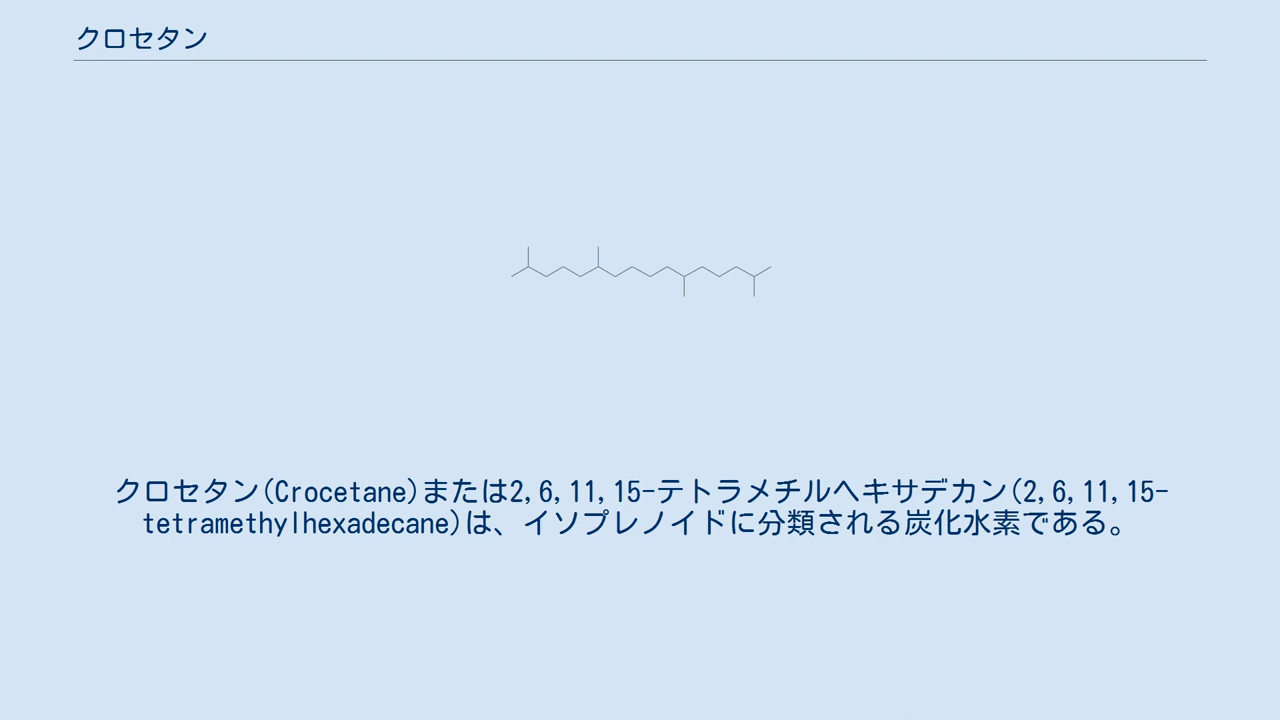 クロセタン
クロセタン(Crocetane)または2,6,11,15-テトラメチルヘキサデカン(2,6,11,15-
tetramethylhexadecane)は、イソプレノイドに分類される炭化水素である。